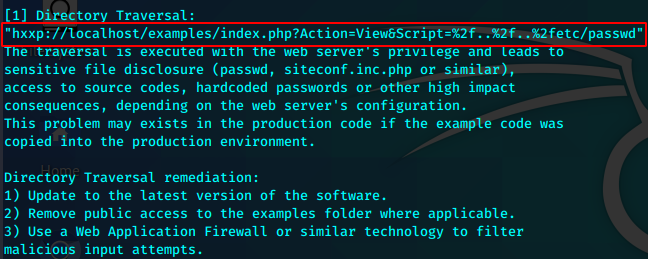 [1] Directory Traversal:
"hxxp://localhost/examples/index.php?Action=View&Script=%2f..%2f..%2fetc/passwd"
The traversal is executed with the web server's privilege and leads to
sensitive file disclosure (passwd, siteconf.inc.php or similar),
access to source codes, hardcoded passwords or other high impact
consequences, depending on the web server's configuration.
This problem may exists in the production code if the example code was
copied into the production environment.
Home
Directory Traversal remediation:
1) Update to the latest version of the software.
2) Remove public access to the examples folder where applicable.
3) Use a Web Application Firewall or similar technology to filter
malicious input attempts.